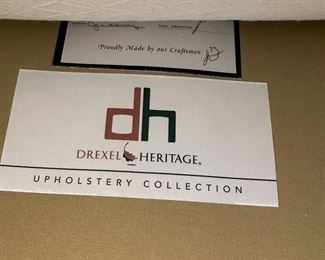 Proudly Made by our Craftsmen
dh
DREXEL HERITAGE®
UPHOLSTERY COLLECTION